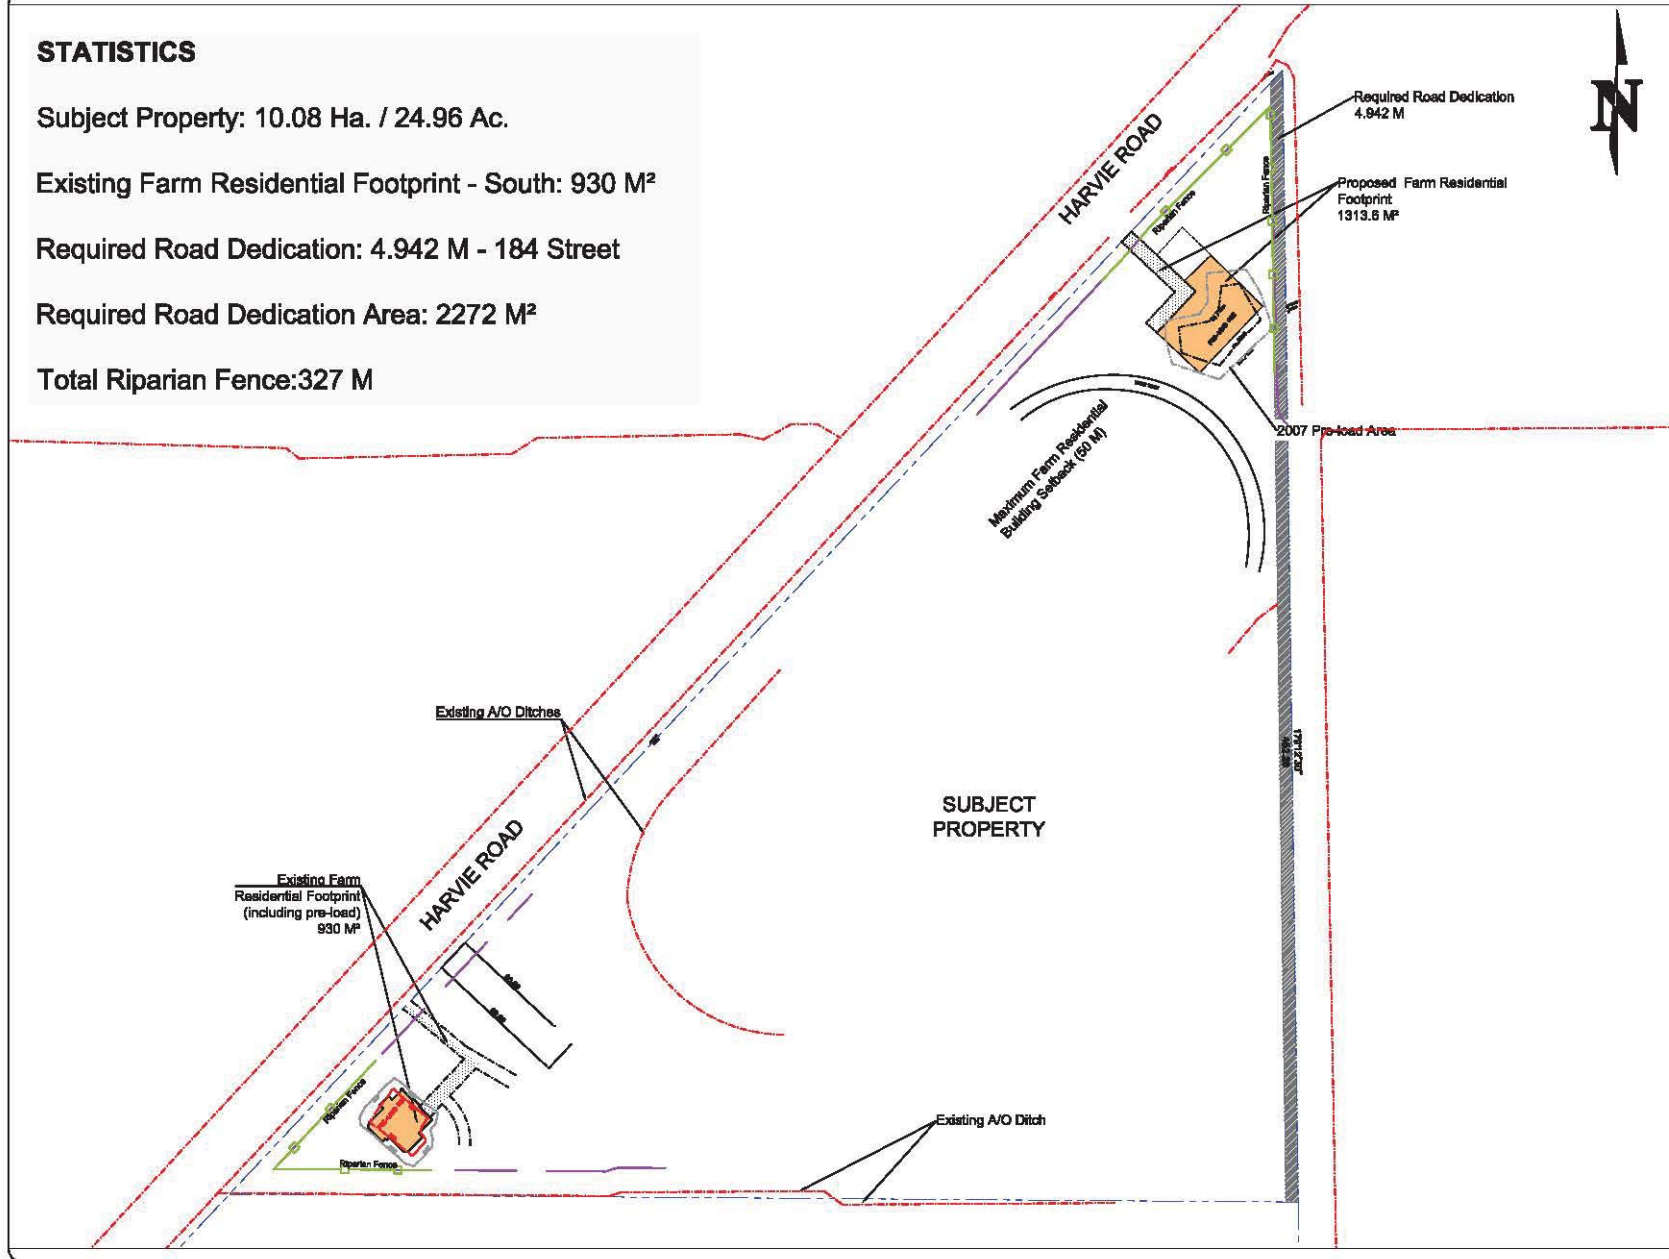 STATISTICS
Subject Property: 10.08 Ha. / 24.96 Ac.
Existing Farm Residential Footprint - South: 930 M²
Required Road Dedication: 4.942 M - 184 Street
Required Road Dedication Area: 2272 M²
Total Riparian Fence:327 M
N
Required Road Dedication
4.942 M
HARVIE ROAD
Riparian Fence
Riparian Fence
Proposed Farm Residential
Footprint
1313.6 M²
2007 Pre-load Area
Maximum Farm Residential
Building Setback (50 M)
Existing A/O Ditches
SUBJECT
PROPERTY
HARVIE ROAD
Existing Farm
Residential Footprint
(including pre-load)
930 M²
Riparian Fence
Riparian Fence
Existing A/O Ditch